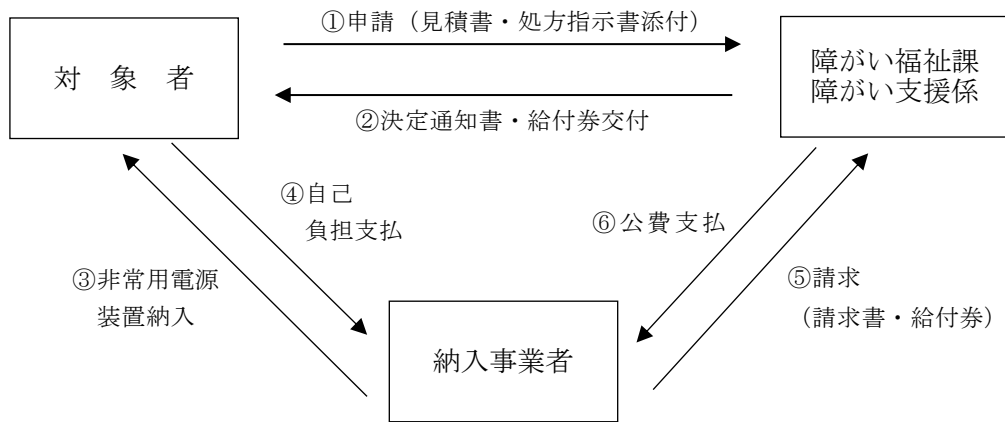 ①申請（見積書・処方指示書添付）
対　象　者
障がい福祉課
障がい支援係
②決定通知書・給付券交付
④自己
負担支払
⑥公費支払
③非常用電源
装置納入
⑤請求
（請求書・給付券）
納入事業者